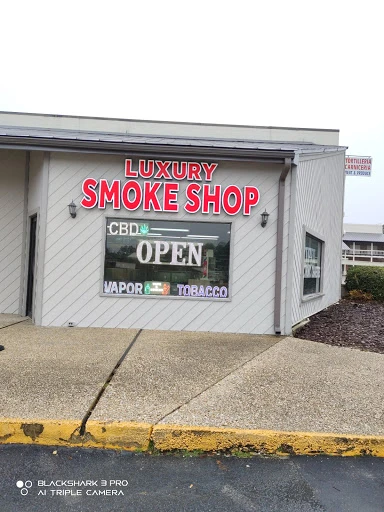 LUXURY
SMOKE SHOP
CBD
OPEN
VAPOR TOBACCO
TORTILLERIA
CARNICERIA
BLACKSHARK 3 PRO
AI TRIPLE CAMERA